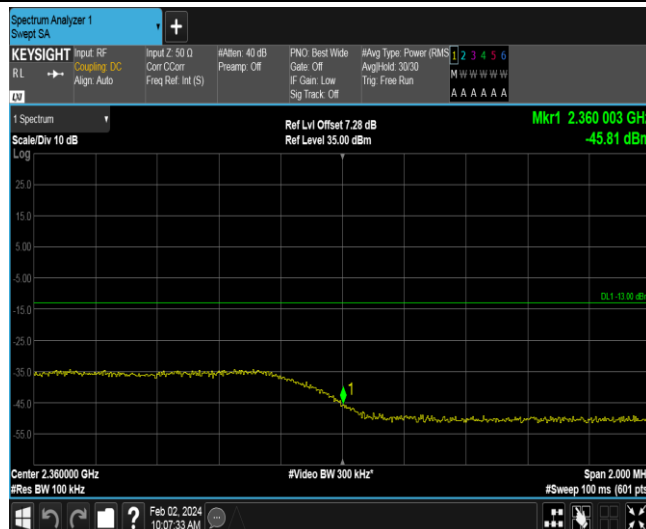 Spectrum Analyzer 1
Swept SA
KEYSIGHT
RL
Input: RF
Coupling: DC
Align: Auto
Input Z: 50 Ω
Corr CCorr
Freq Ref: Int (S)
#Atten: 40 dB
Preamp: Off
PNO: Best Wide
Gate: Off
IF Gain: Low
Sig Track: Off
#Avg Type: Power (RMS
Avg|Hold: 30/30
Trig: Free Run
1 2 3 4 5 6
M W W W W W
A A A A A A
1 Spectrum
Scale/Div 10 dB
Ref Lvl Offset 7.28 dB
Ref Level 35.00 dBm
Mkr1 2.360 003 GHz
-45.81 dBm
Log
25.0
15.0
5.00
-5.00
DL1 -13.00 dBm
-15.0
-25.0
-35.0
1
-45.0
-55.0
Center 2.360000 GHz
#Video BW 300 kHz*
Span 2.000 MH
#Res BW 100 kHz
#Sweep 100 ms (601 pts
?
Feb 02, 2024
10:07:33 AM